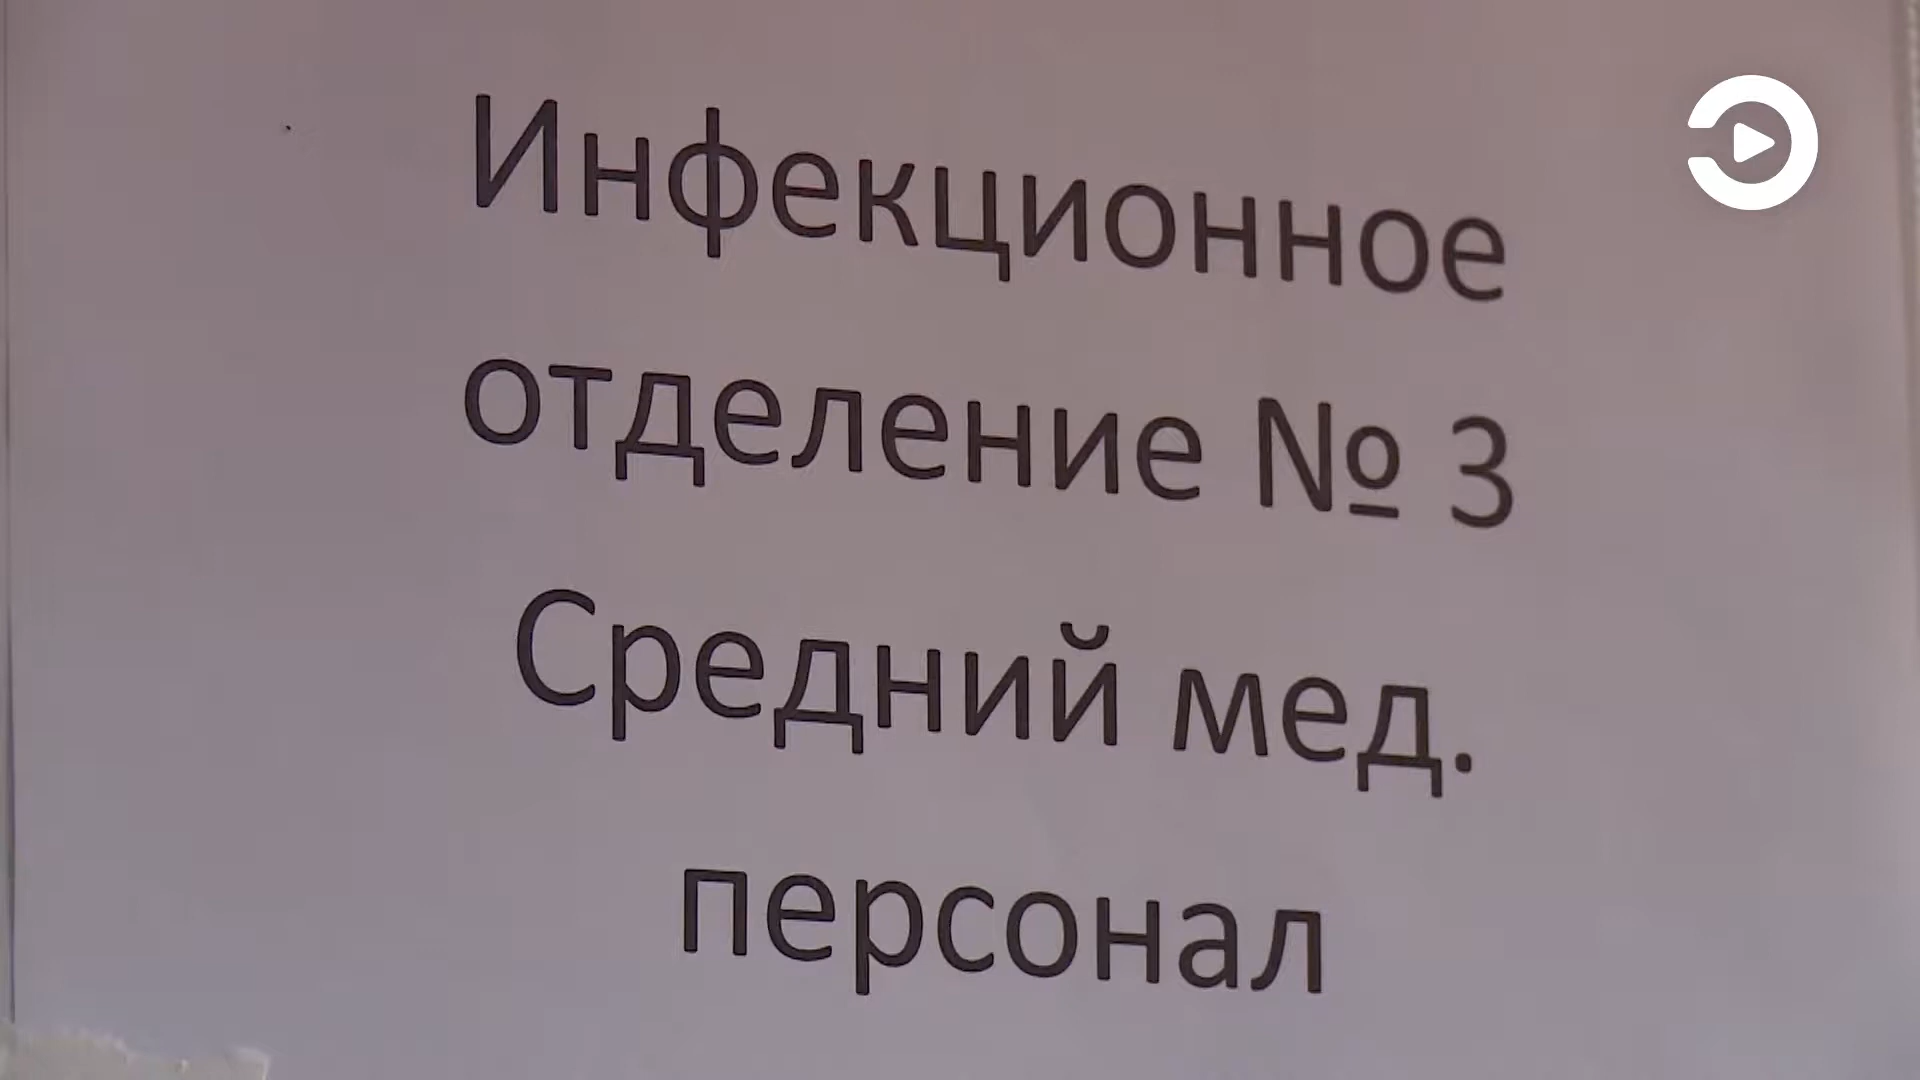 Инфекционное
отделение № 3
Средний мед.
персонал